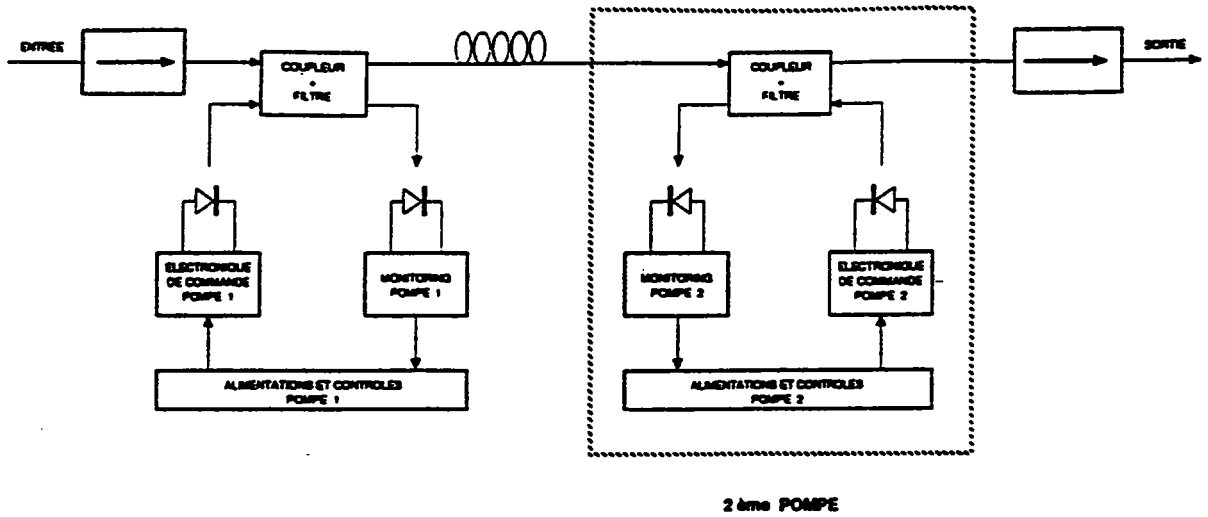 ENTRÉE
COUPLEUR
+
FILTRE
COUPLEUR
+
FILTRE
SORTIE
ELECTRONIQUE
DE COMMANDE
POMPE 1
MONITORING
POMPE 1
MONITORING
POMPE 2
ELECTRONIQUE
DE COMMANDE
POMPE 2
ALIMENTATIONS ET CONTROLES
POMPE 1
ALIMENTATIONS ET CONTROLES
POMPE 2
2 ème POMPE